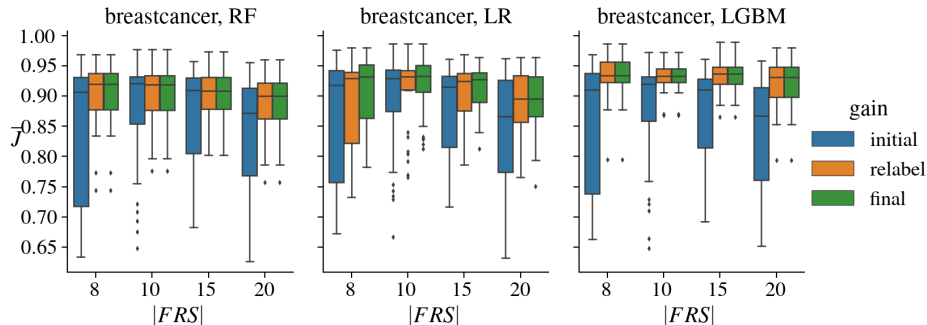 breastcancer, RF
breastcancer, LR
breastcancer, LGBM
1.00
0.95
0.90
0.85
0.80
0.75
0.70
0.65
J̅
8 10 15 20
8 10 15 20
8 10 15 20
|FRS|
|FRS|
|FRS|
gain
initial
relabel
final